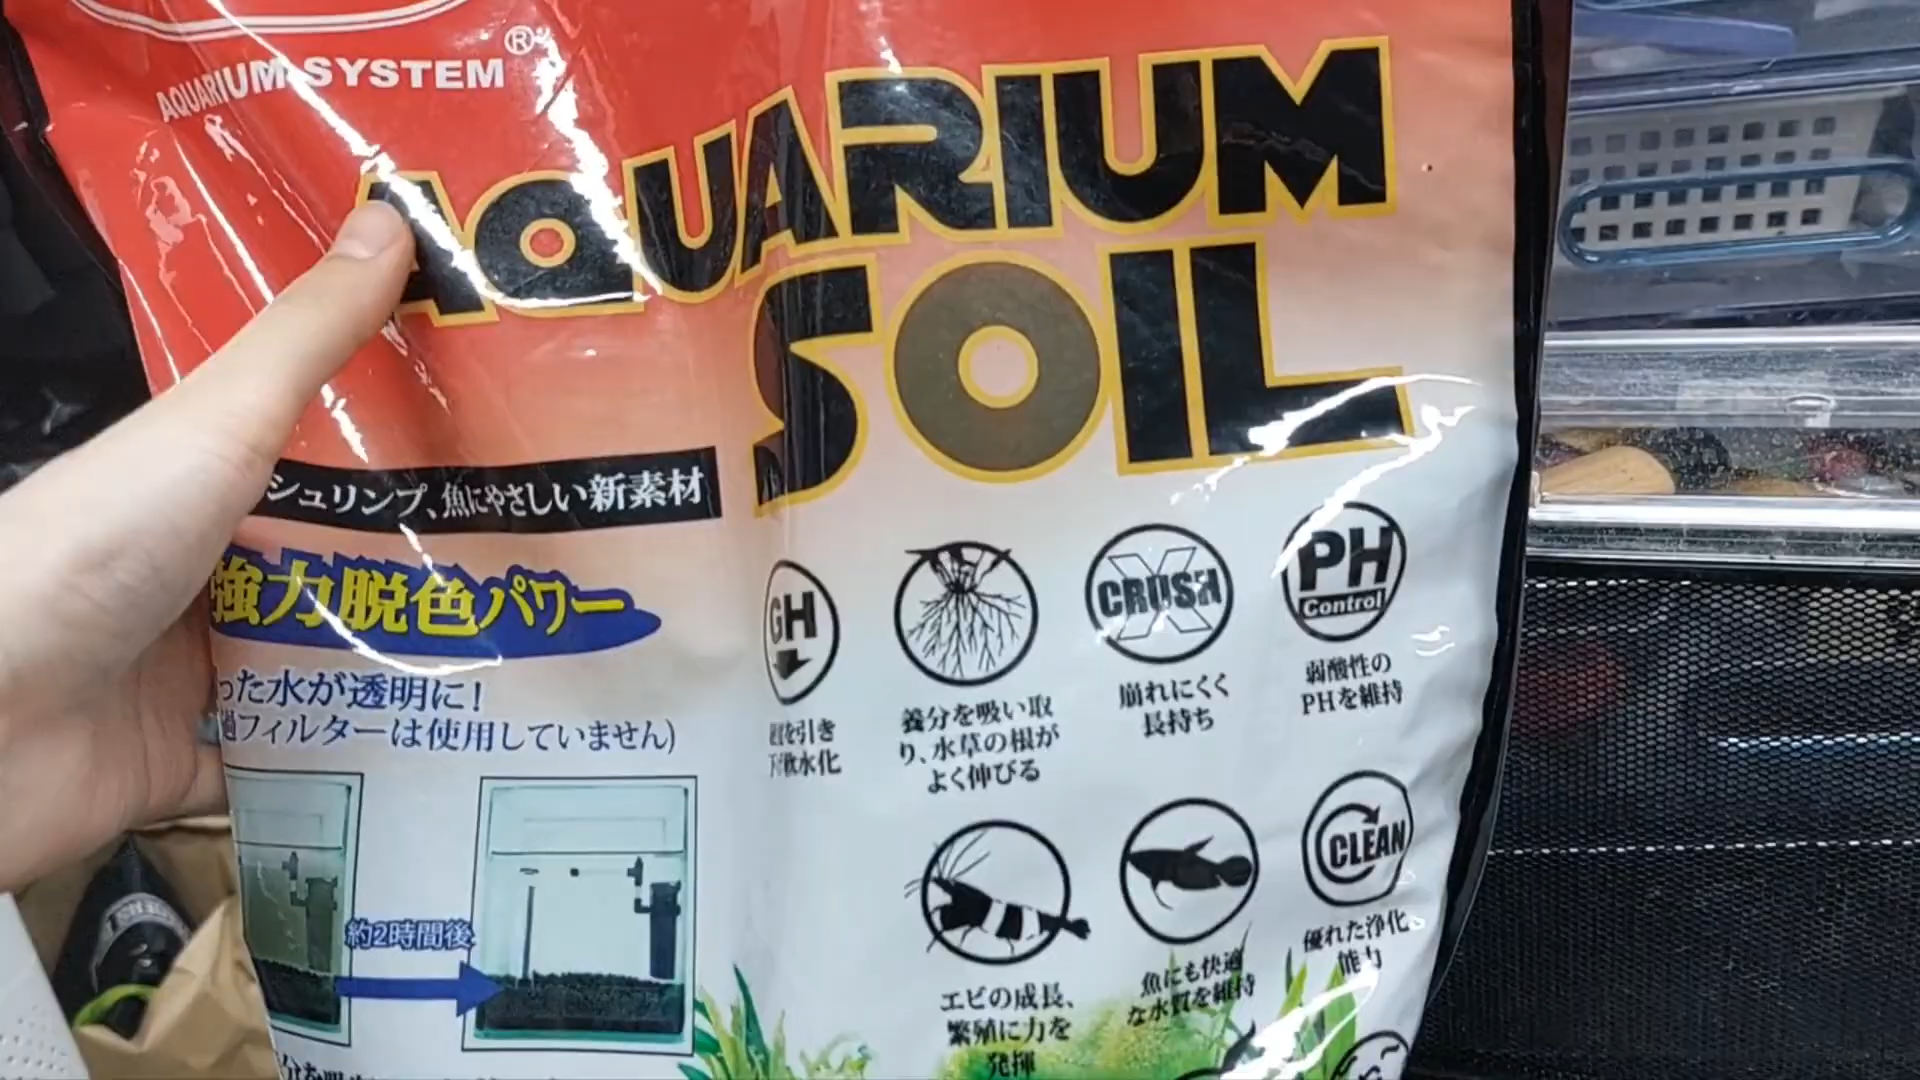 AQUARIUM SYSTEM®
AQUARIUM
SOIL
シュリンプ、魚にやさしい新素材
強力脱色パワー
った水が透明に！
過フィルターは使用していません)
約2時間後
GH
を引き
軟水化
養分を吸い取
り、水草の根が
よく伸びる
CRUSH
崩れにくく
長持ち
PH
Control
弱酸性の
PHを維持
エビの成長、
繁殖に力を
発揮
魚にも快適
な水質を維持
CLEAN
優れた浄化
能力